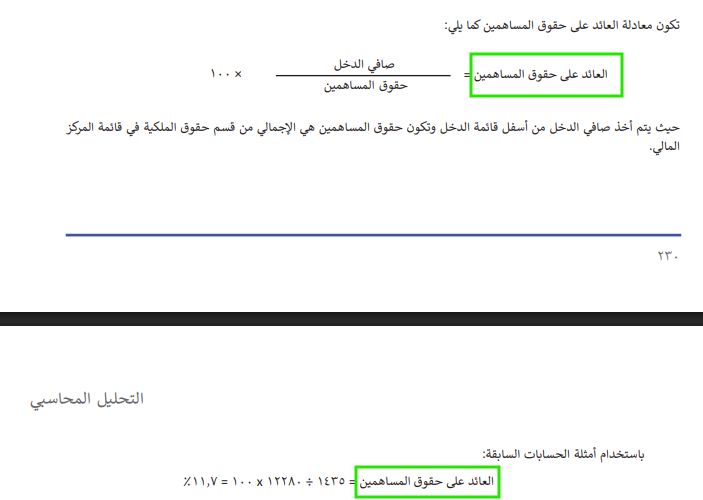 تكون معادلة العائد على حقوق المساهمين كما يلي:
العائد على حقوق المساهمين = صافي الدخل × ١٠٠
حقوق المساهمين
حيث يتم أخذ صافي الدخل من أسفل قائمة الدخل وتكون حقوق المساهمين هي الإجمالي من قسم حقوق الملكية في قائمة المركز
المالي.
٢٣٠
التحليل المحاسبي
باستخدام أمثلة الحسابات السابقة:
العائد على حقوق المساهمين = ١٤٣٥ ÷ ١٢٢٨٠ x ١٠٠ = ١١,٧٪